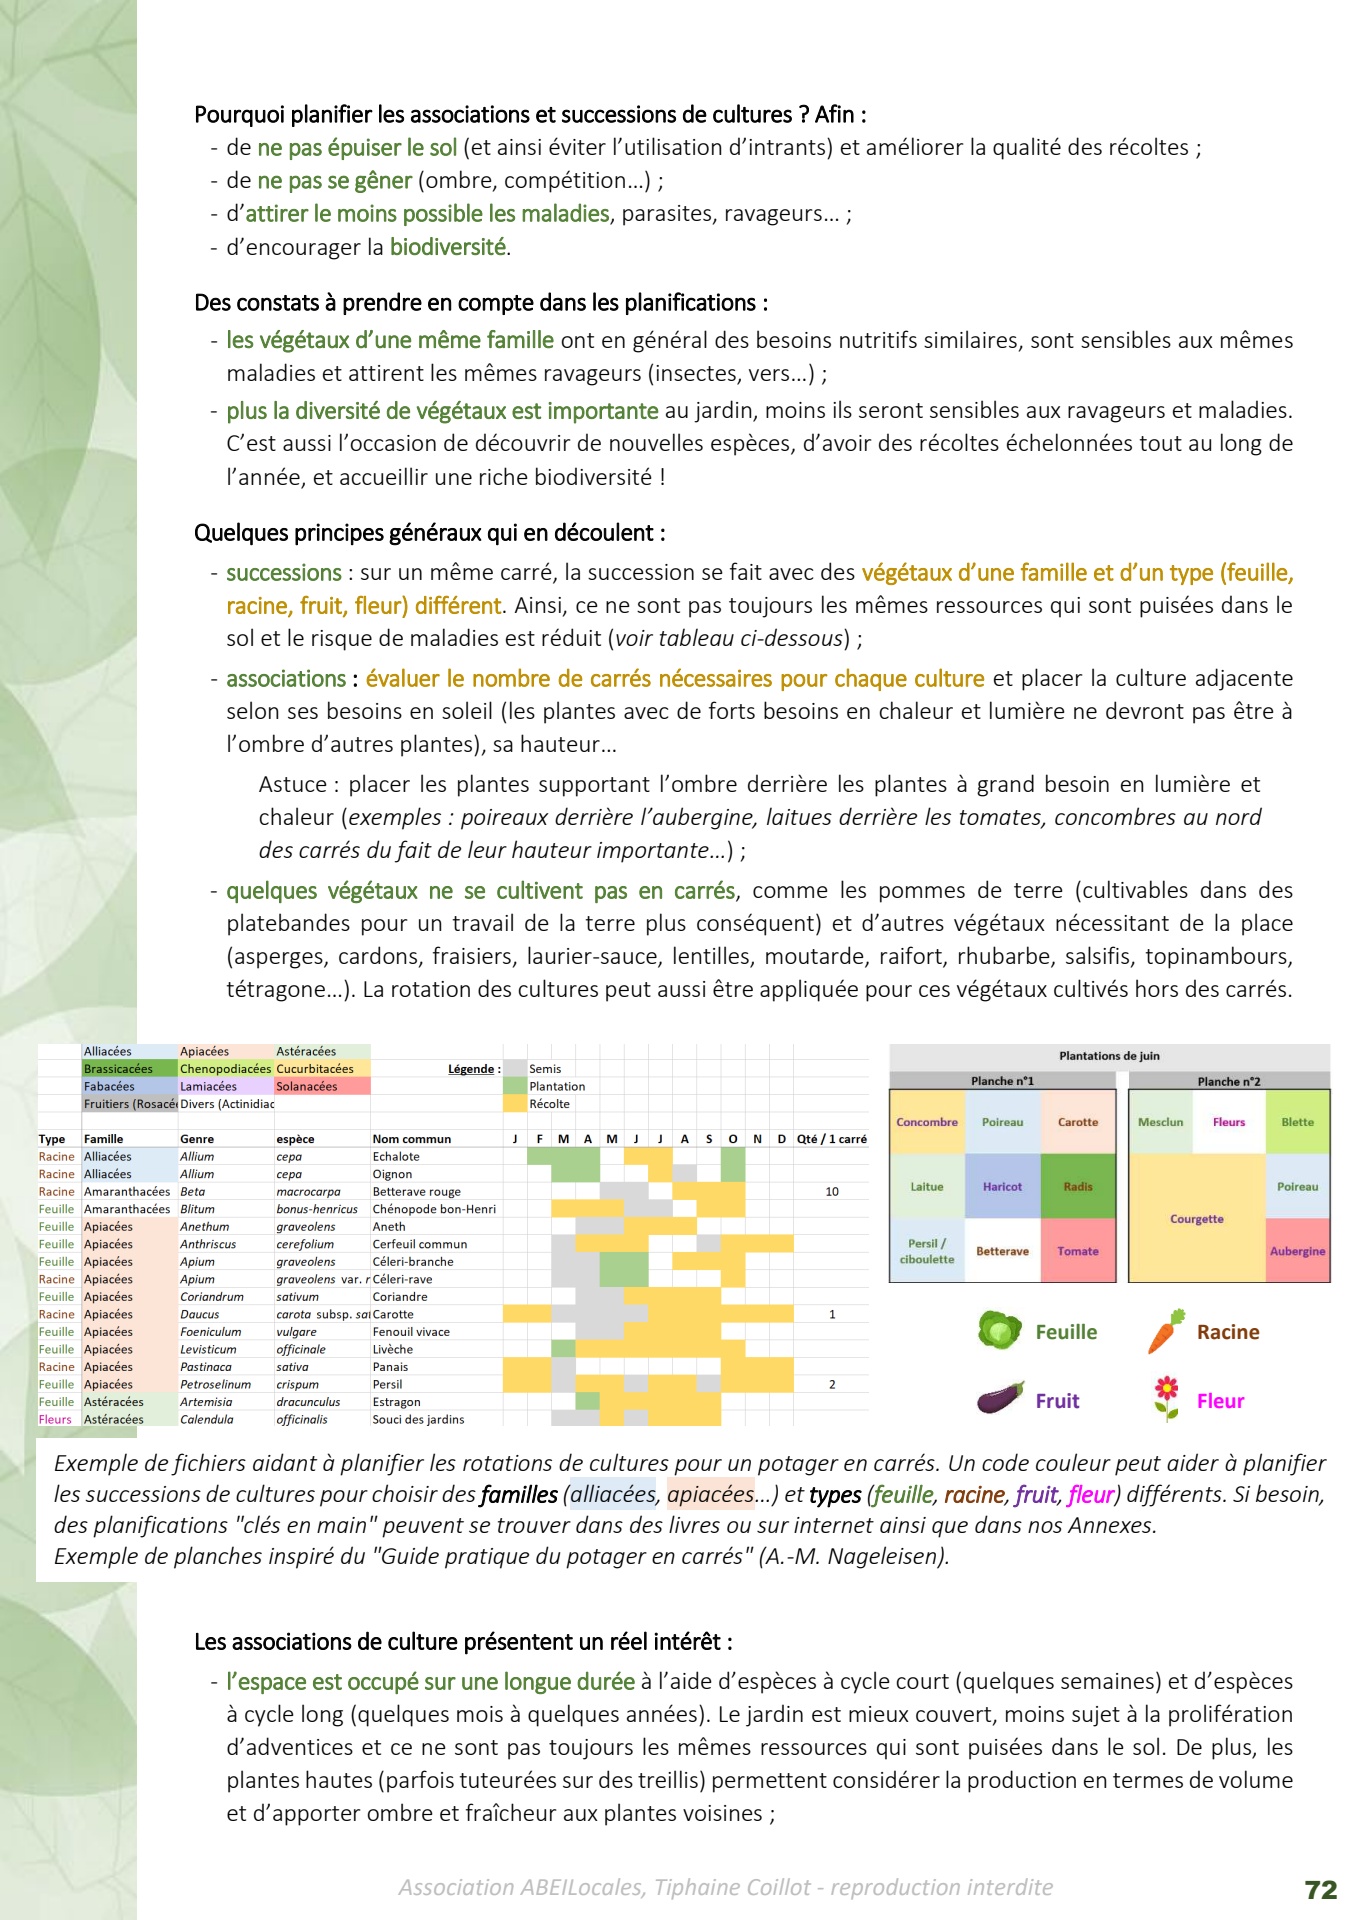 Pourquoi planifier les associations et successions de cultures ? Afin :
- de ne pas épuiser le sol (et ainsi éviter l’utilisation d’intrants) et améliorer la qualité des récoltes ;
- de ne pas se gêner (ombre, compétition…) ;
- d’attirer le moins possible les maladies, parasites, ravageurs… ;
- d’encourager la biodiversité.
Des constats à prendre en compte dans les planifications :
- les végétaux d’une même famille ont en général des besoins nutritifs similaires, sont sensibles aux mêmes
maladies et attirent les mêmes ravageurs (insectes, vers…) ;
- plus la diversité de végétaux est importante au jardin, moins ils seront sensibles aux ravageurs et maladies.
C’est aussi l’occasion de découvrir de nouvelles espèces, d’avoir des récoltes échelonnées tout au long de
l’année, et accueillir une riche biodiversité !
Quelques principes généraux qui en découlent :
- successions : sur un même carré, la succession se fait avec des végétaux d’une famille et d’un type (feuille,
racine, fruit, fleur) différent. Ainsi, ce ne sont pas toujours les mêmes ressources qui sont puisées dans le
sol et le risque de maladies est réduit (voir tableau ci-dessous) ;
- associations : évaluer le nombre de carrés nécessaires pour chaque culture et placer la culture adjacente
selon ses besoins en soleil (les plantes avec de forts besoins en chaleur et lumière ne devront pas être à
l’ombre d’autres plantes), sa hauteur…
Astuce : placer les plantes supportant l’ombre derrière les plantes à grand besoin en lumière et
chaleur (exemples : poireaux derrière l’aubergine, laitues derrière les tomates, concombres au nord
des carrés du fait de leur hauteur importante…) ;
- quelques végétaux ne se cultivent pas en carrés, comme les pommes de terre (cultivables dans des
platebandes pour un travail de la terre plus conséquent) et d’autres végétaux nécessitant de la place
(asperges, cardons, fraisiers, laurier-sauce, lentilles, moutarde, raifort, rhubarbe, salsifis, topinambours,
tétragone…). La rotation des cultures peut aussi être appliquée pour ces végétaux cultivés hors des carrés.
Alliacées Apiacées Astéracées
Brassicacées Chenopodiacées Cucurbitacées Légende : Semis
Fabacées Lamiacées Solanacées Plantation
Fruitiers (Rosacé Divers (Actinidiac Récolte
Type Famille Genre espèce Nom commun J F M A M J J A S O N D Qté / 1 carré
Racine Alliacées Allium cepa Echalote
Racine Alliacées Allium cepa Oignon
Racine Amaranthacées Beta macrocarpa Betterave rouge 10
Feuille Amaranthacées Blitum bonus-henricus Chénopode bon-Henri
Feuille Apiacées Anethum graveolens Aneth
Feuille Apiacées Anthriscus cerefolium Cerfeuil commun
Feuille Apiacées Apium graveolens Céleri-branche
Racine Apiacées Apium graveolens var. r Céleri-rave
Feuille Apiacées Coriandrum sativum Coriandre
Racine Apiacées Daucus carota subsp. sat Carotte 1
Feuille Apiacées Foeniculum vulgare Fenouil vivace
Feuille Apiacées Levisticum officinale Livèche
Racine Apiacées Pastinaca sativa Panais
Feuille Apiacées Petroselinum crispum Persil 2
Feuille Astéracées Artemisia dracunculus Estragon
Fleurs Astéracées Calendula officinalis Souci des jardins
Plantations de juin
Planche n°1 Planche n°2
Concombre Poireau Carotte Mesclun Fleurs Blette
Laitue Haricot Radis Poireau
Courgette
Persil /
ciboulette Betterave Tomate Aubergine
Feuille Racine
Fruit Fleur
Exemple de fichiers aidant à planifier les rotations de cultures pour un potager en carrés. Un code couleur peut aider à planifier
les successions de cultures pour choisir des familles (alliacées, apiacées…) et types (feuille, racine, fruit, fleur) différents. Si besoin,
des planifications "clés en main" peuvent se trouver dans des livres ou sur internet ainsi que dans nos Annexes.
Exemple de planches inspiré du "Guide pratique du potager en carrés" (A.-M. Nageleisen).
Les associations de culture présentent un réel intérêt :
- l’espace est occupé sur une longue durée à l’aide d’espèces à cycle court (quelques semaines) et d’espèces
à cycle long (quelques mois à quelques années). Le jardin est mieux couvert, moins sujet à la prolifération
d’adventices et ce ne sont pas toujours les mêmes ressources qui sont puisées dans le sol. De plus, les
plantes hautes (parfois tuteurées sur des treillis) permettent considérer la production en termes de volume
et d’apporter ombre et fraîcheur aux plantes voisines ;
Association ABEILocales, Tiphaine Coillot - reproduction interdite
72